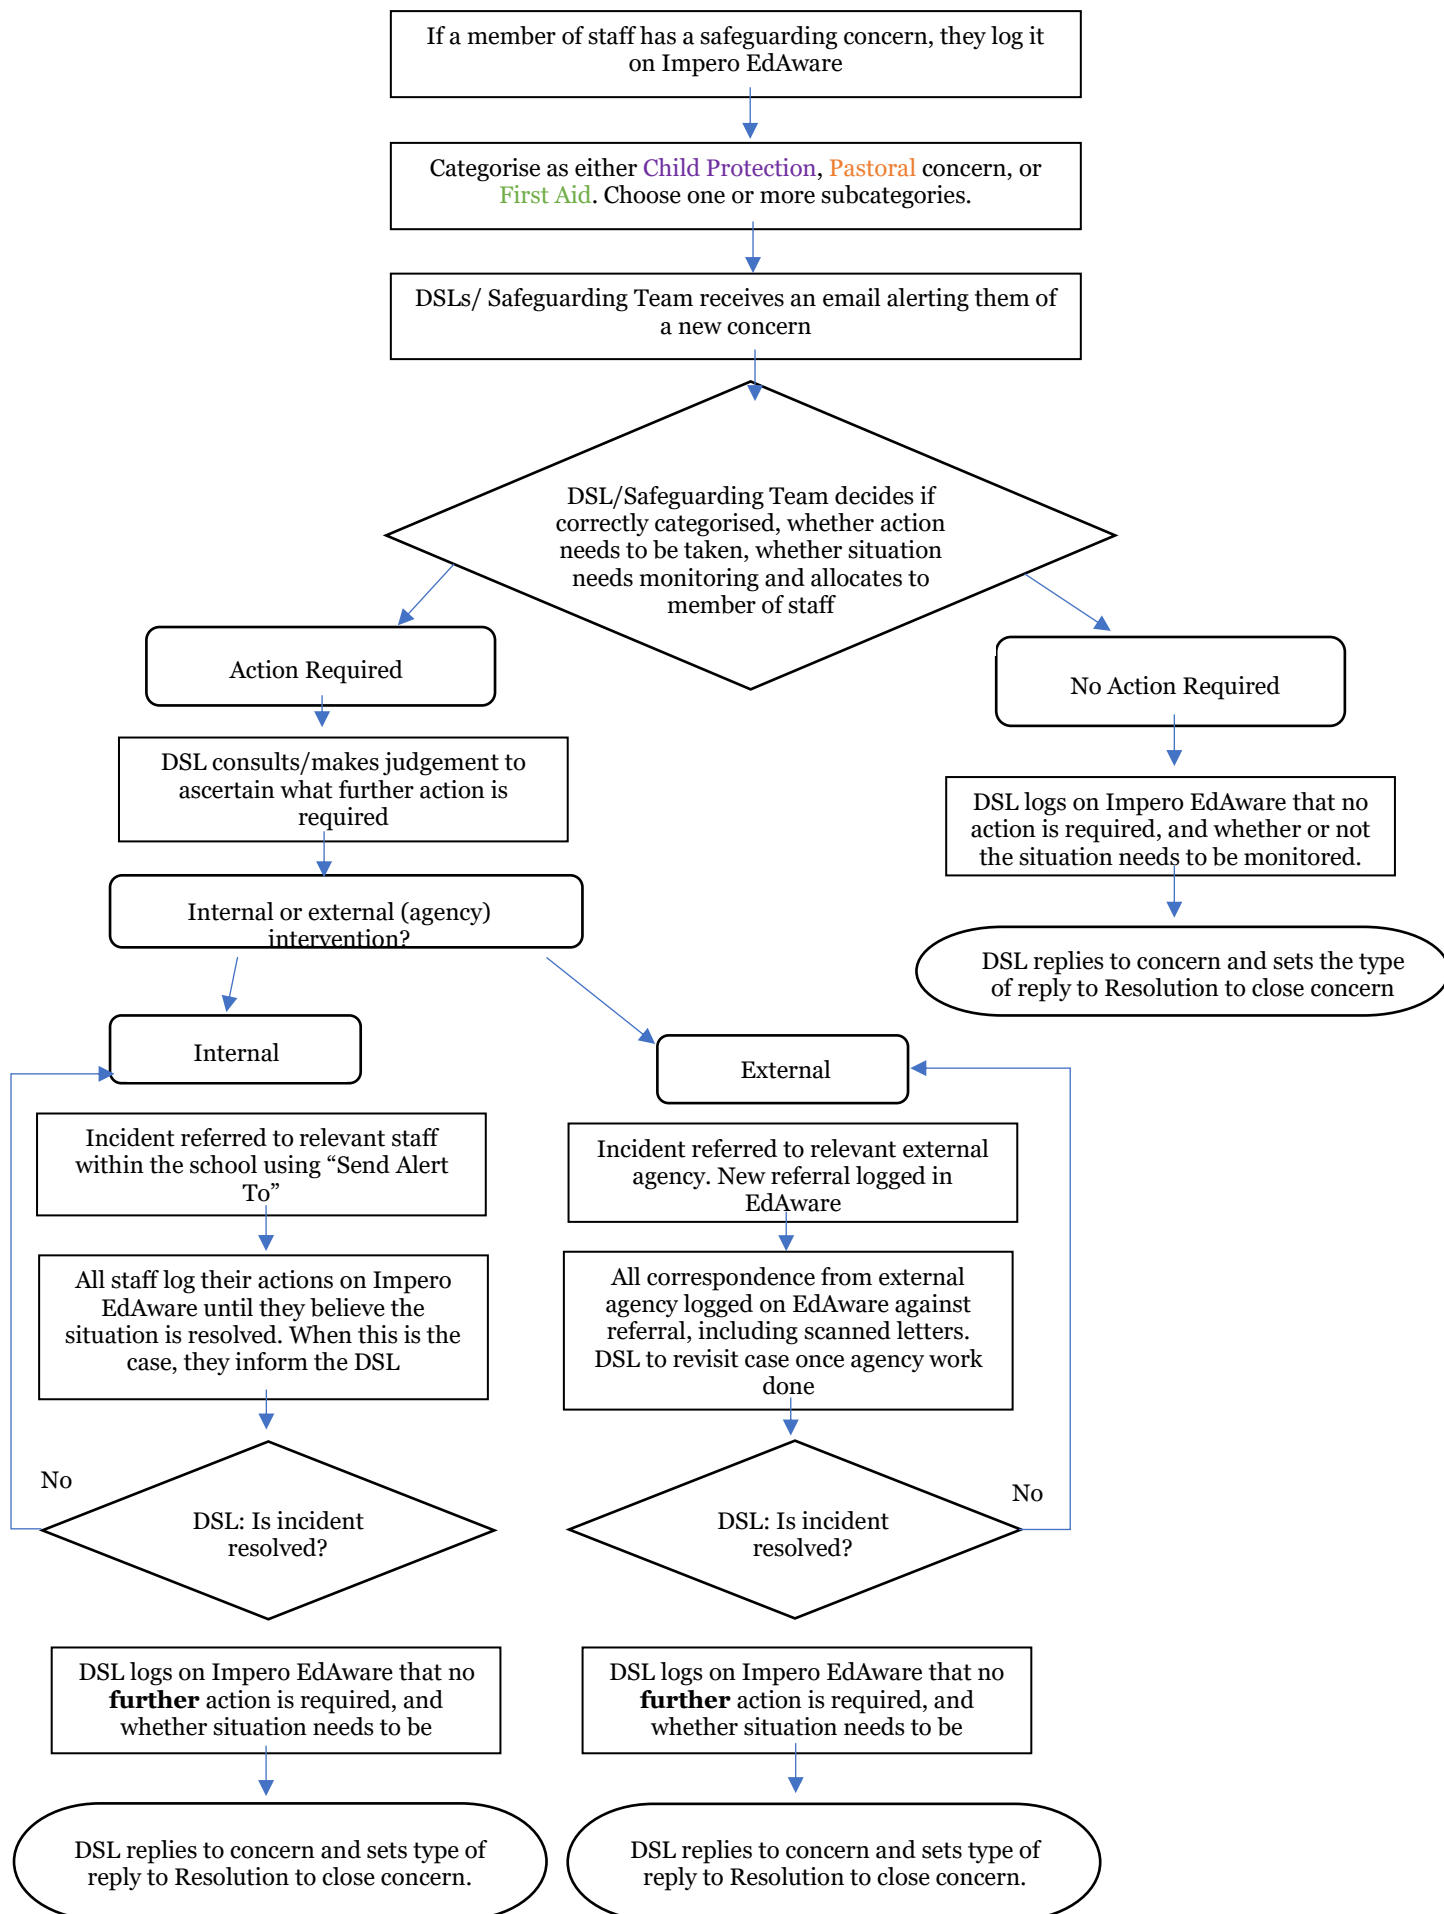 If a member of staff has a safeguarding concern, they log it
on Impero EdAware
Categorise as either Child Protection, Pastoral concern, or
First Aid. Choose one or more subcategories.
DSLs/ Safeguarding Team receives an email alerting them of
a new concern
DSL/Safeguarding Team decides if
correctly categorised, whether action
needs to be taken, whether situation
needs monitoring and allocates to
member of staff
Action Required
No Action Required
DSL consults/makes judgement to
ascertain what further action is
required
DSL logs on Impero EdAware that no
action is required, and whether or not
the situation needs to be monitored.
Internal or external (agency)
intervention?
DSL replies to concern and sets the type
of reply to Resolution to close concern
Internal
External
Incident referred to relevant staff
within the school using “Send Alert
To”
Incident referred to relevant external
agency. New referral logged in
EdAware
All staff log their actions on Impero
EdAware until they believe the
situation is resolved. When this is the
case, they inform the DSL
All correspondence from external
agency logged on EdAware against
referral, including scanned letters.
DSL to revisit case once agency work
done
No
DSL: Is incident
resolved?
No
DSL: Is incident
resolved?
DSL logs on Impero EdAware that no
further action is required, and
whether situation needs to be
DSL logs on Impero EdAware that no
further action is required, and
whether situation needs to be
DSL replies to concern and sets type of
reply to Resolution to close concern.
DSL replies to concern and sets type of
reply to Resolution to close concern.